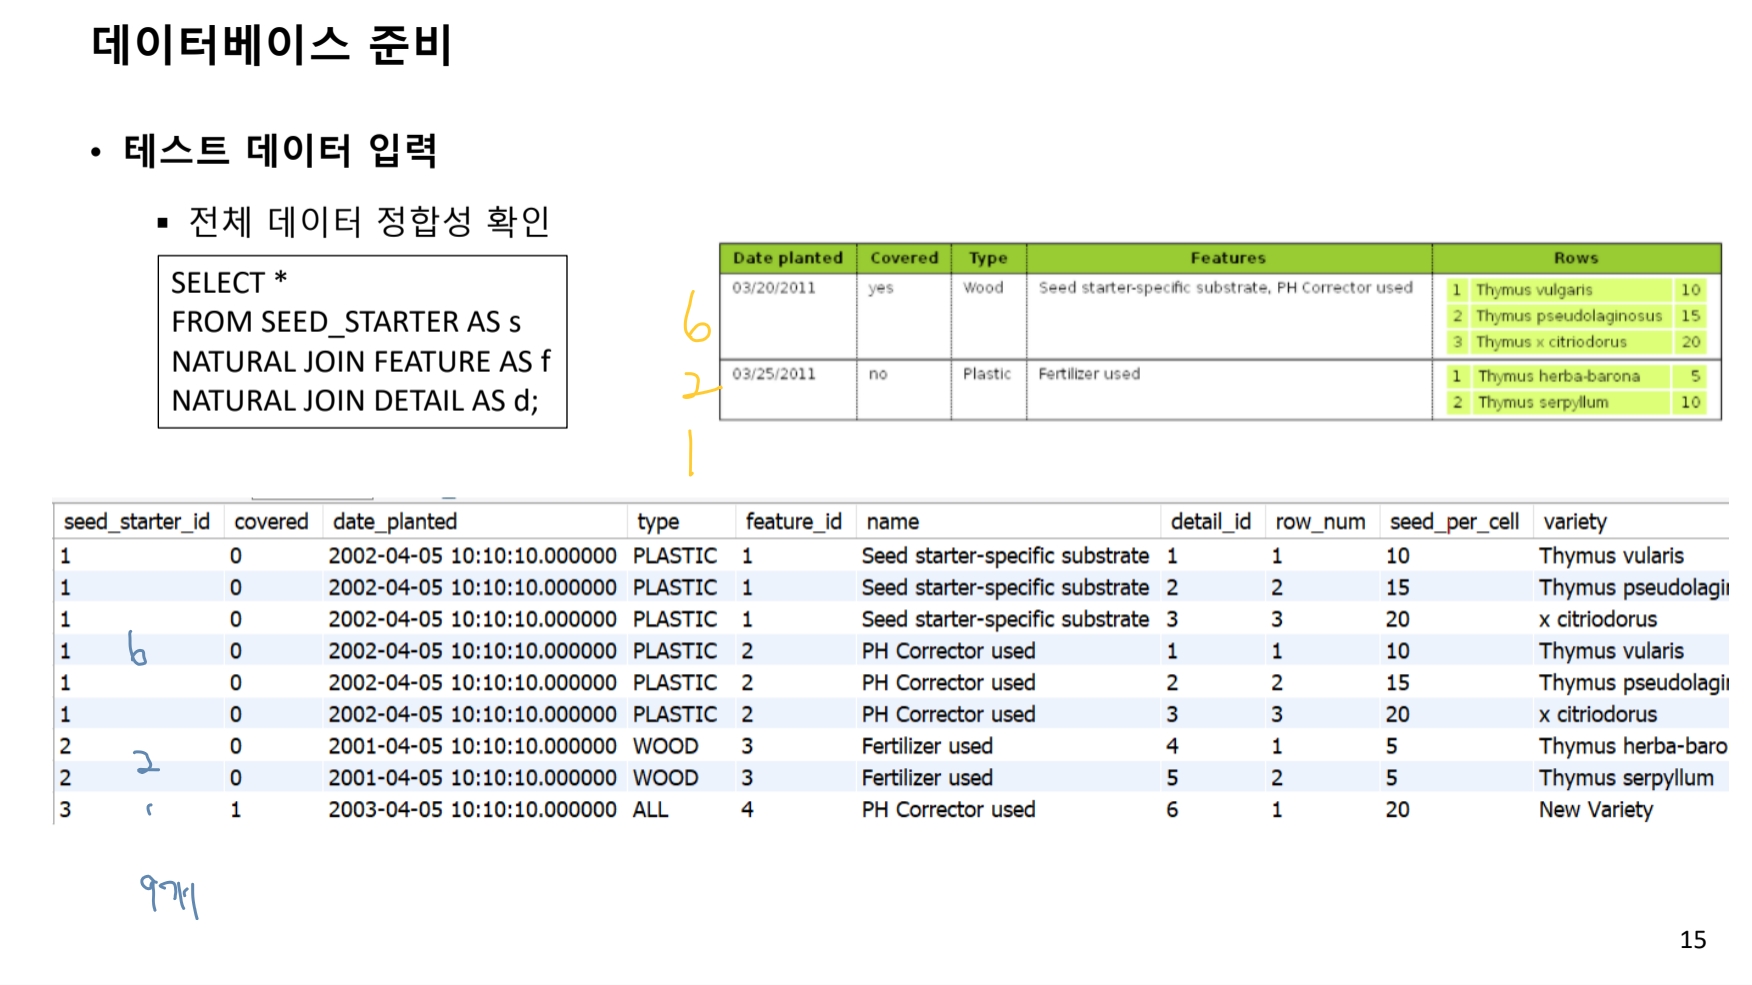 데이터베이스 준비
• 테스트 데이터 입력
▪ 전체 데이터 정합성 확인
SELECT *
FROM SEED_STARTER AS s
NATURAL JOIN FEATURE AS f
NATURAL JOIN DETAIL AS d;
6
2
1
Date planted Covered Type Features Rows
03/20/2011 yes Wood Seed starter-specific substrate, PH Corrector used 1 Thymus vulgaris 10
2 Thymus pseudolaginosus 15
3 Thymus x citriodorus 20
03/25/2011 no Plastic Fertilizer used 1 Thymus herba-barona 5
2 Thymus serpyllum 10
seed_starter_id covered date_planted type feature_id name detail_id row_num seed_per_cell variety
1 0 2002-04-05 10:10:10.000000 PLASTIC 1 Seed starter-specific substrate 1 1 10 Thymus vularis
1 0 2002-04-05 10:10:10.000000 PLASTIC 1 Seed starter-specific substrate 2 2 15 Thymus pseudolagi
1 0 2002-04-05 10:10:10.000000 PLASTIC 1 Seed starter-specific substrate 3 3 20 x citriodorus
1 6 0 2002-04-05 10:10:10.000000 PLASTIC 2 PH Corrector used 1 1 10 Thymus vularis
1 0 2002-04-05 10:10:10.000000 PLASTIC 2 PH Corrector used 2 2 15 Thymus pseudolagi
1 0 2002-04-05 10:10:10.000000 PLASTIC 2 PH Corrector used 3 3 20 x citriodorus
2 2 0 2001-04-05 10:10:10.000000 WOOD 3 Fertilizer used 4 1 5 Thymus herba-baro
2 0 2001-04-05 10:10:10.000000 WOOD 3 Fertilizer used 5 2 5 Thymus serpyllum
3 1 2003-04-05 10:10:10.000000 ALL 4 PH Corrector used 6 1 20 New Variety
9개
15